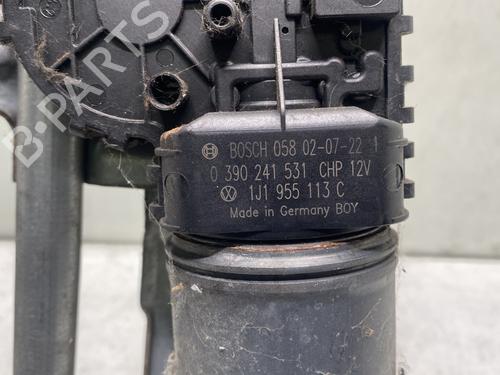 BOSCH 058 02-07-22 1
0 390 241 531 CHP 12V
1J1 955 113 C
Made in Germany BOY
B-PARTS